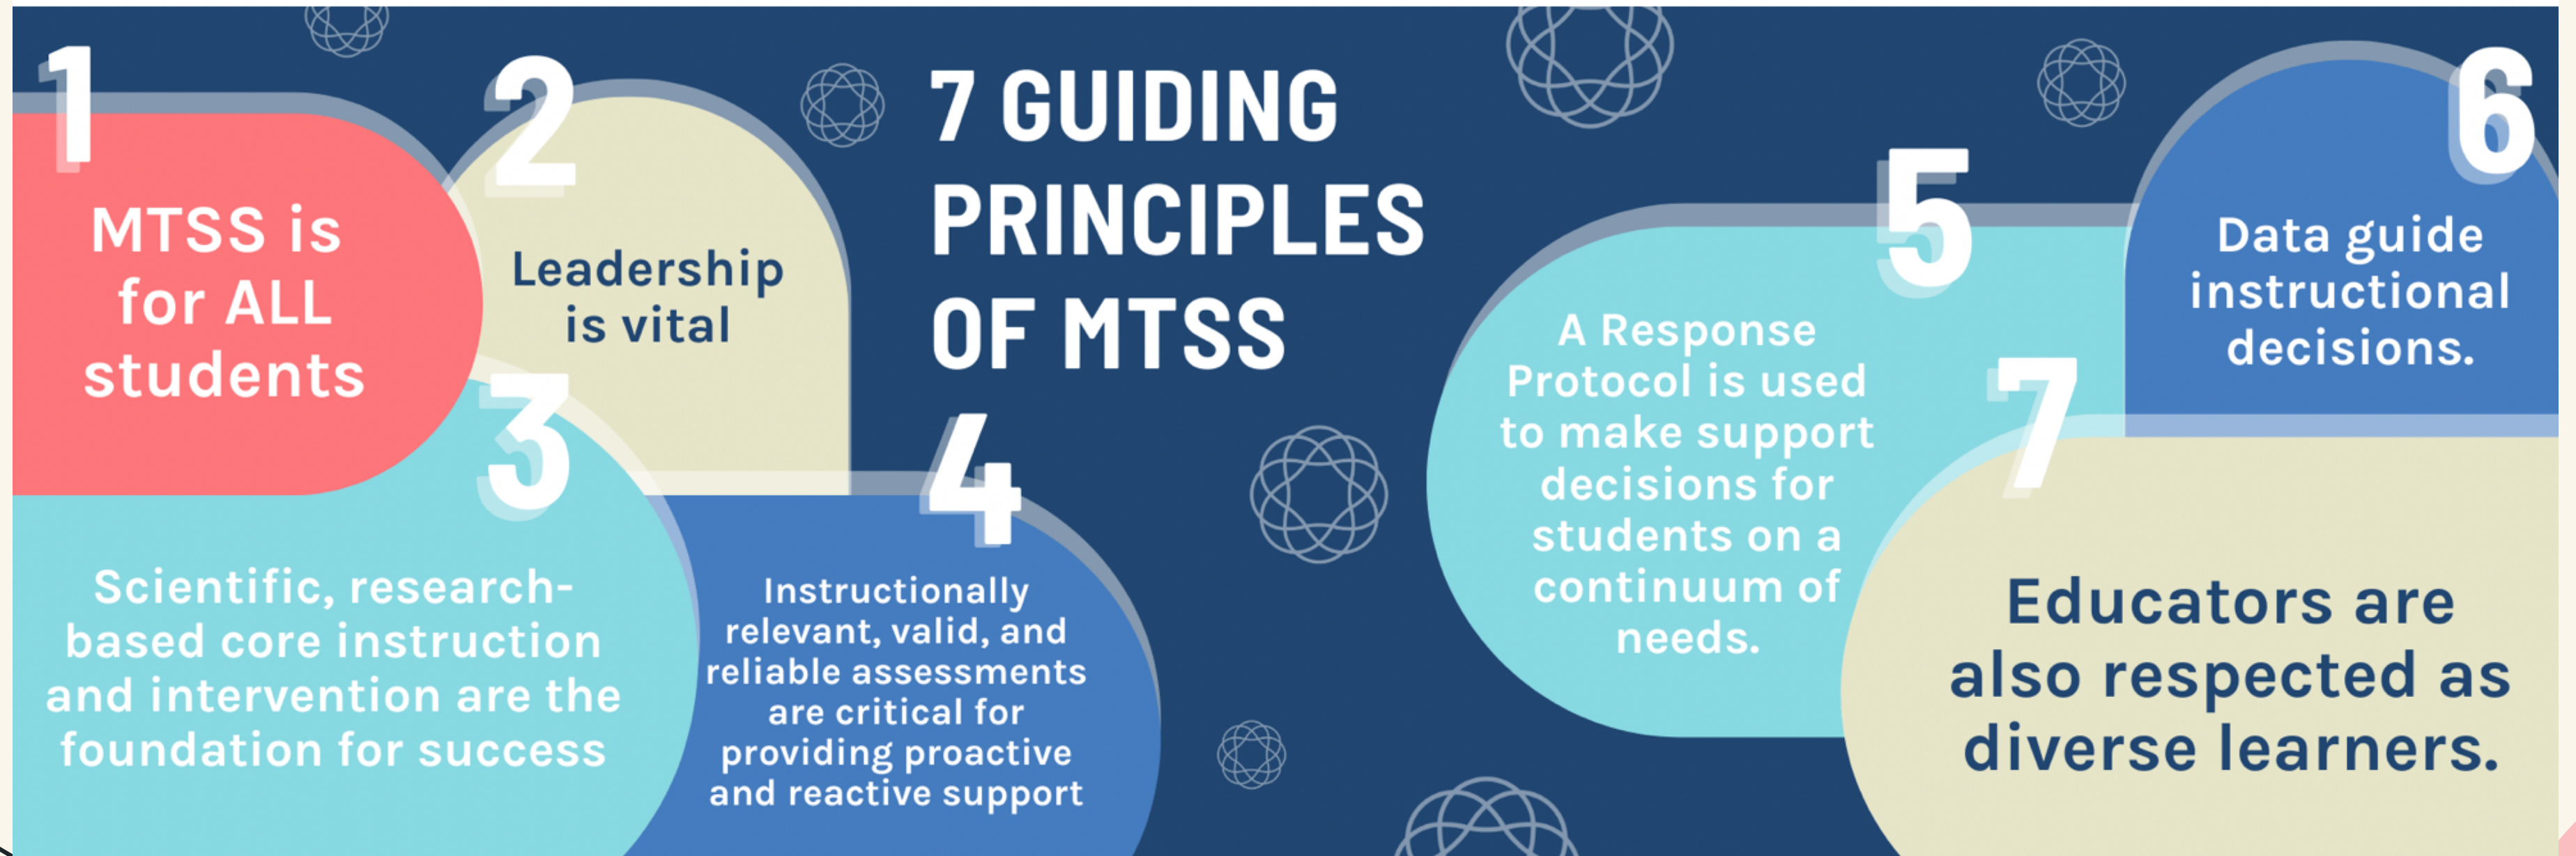 1
MTSS is
for ALL
students
2
Leadership
is vital
3
Scientific, research-
based core instruction
and intervention are the
foundation for success
7 GUIDING
PRINCIPLES
OF MTSS
4
Instructionally
relevant, valid, and
reliable assessments
are critical for
providing proactive
and reactive support
5
A Response
Protocol is used
to make support
decisions for
students on a
continuum of
needs.
6
Data guide
instructional
decisions.
7
Educators are
also respected as
diverse learners.